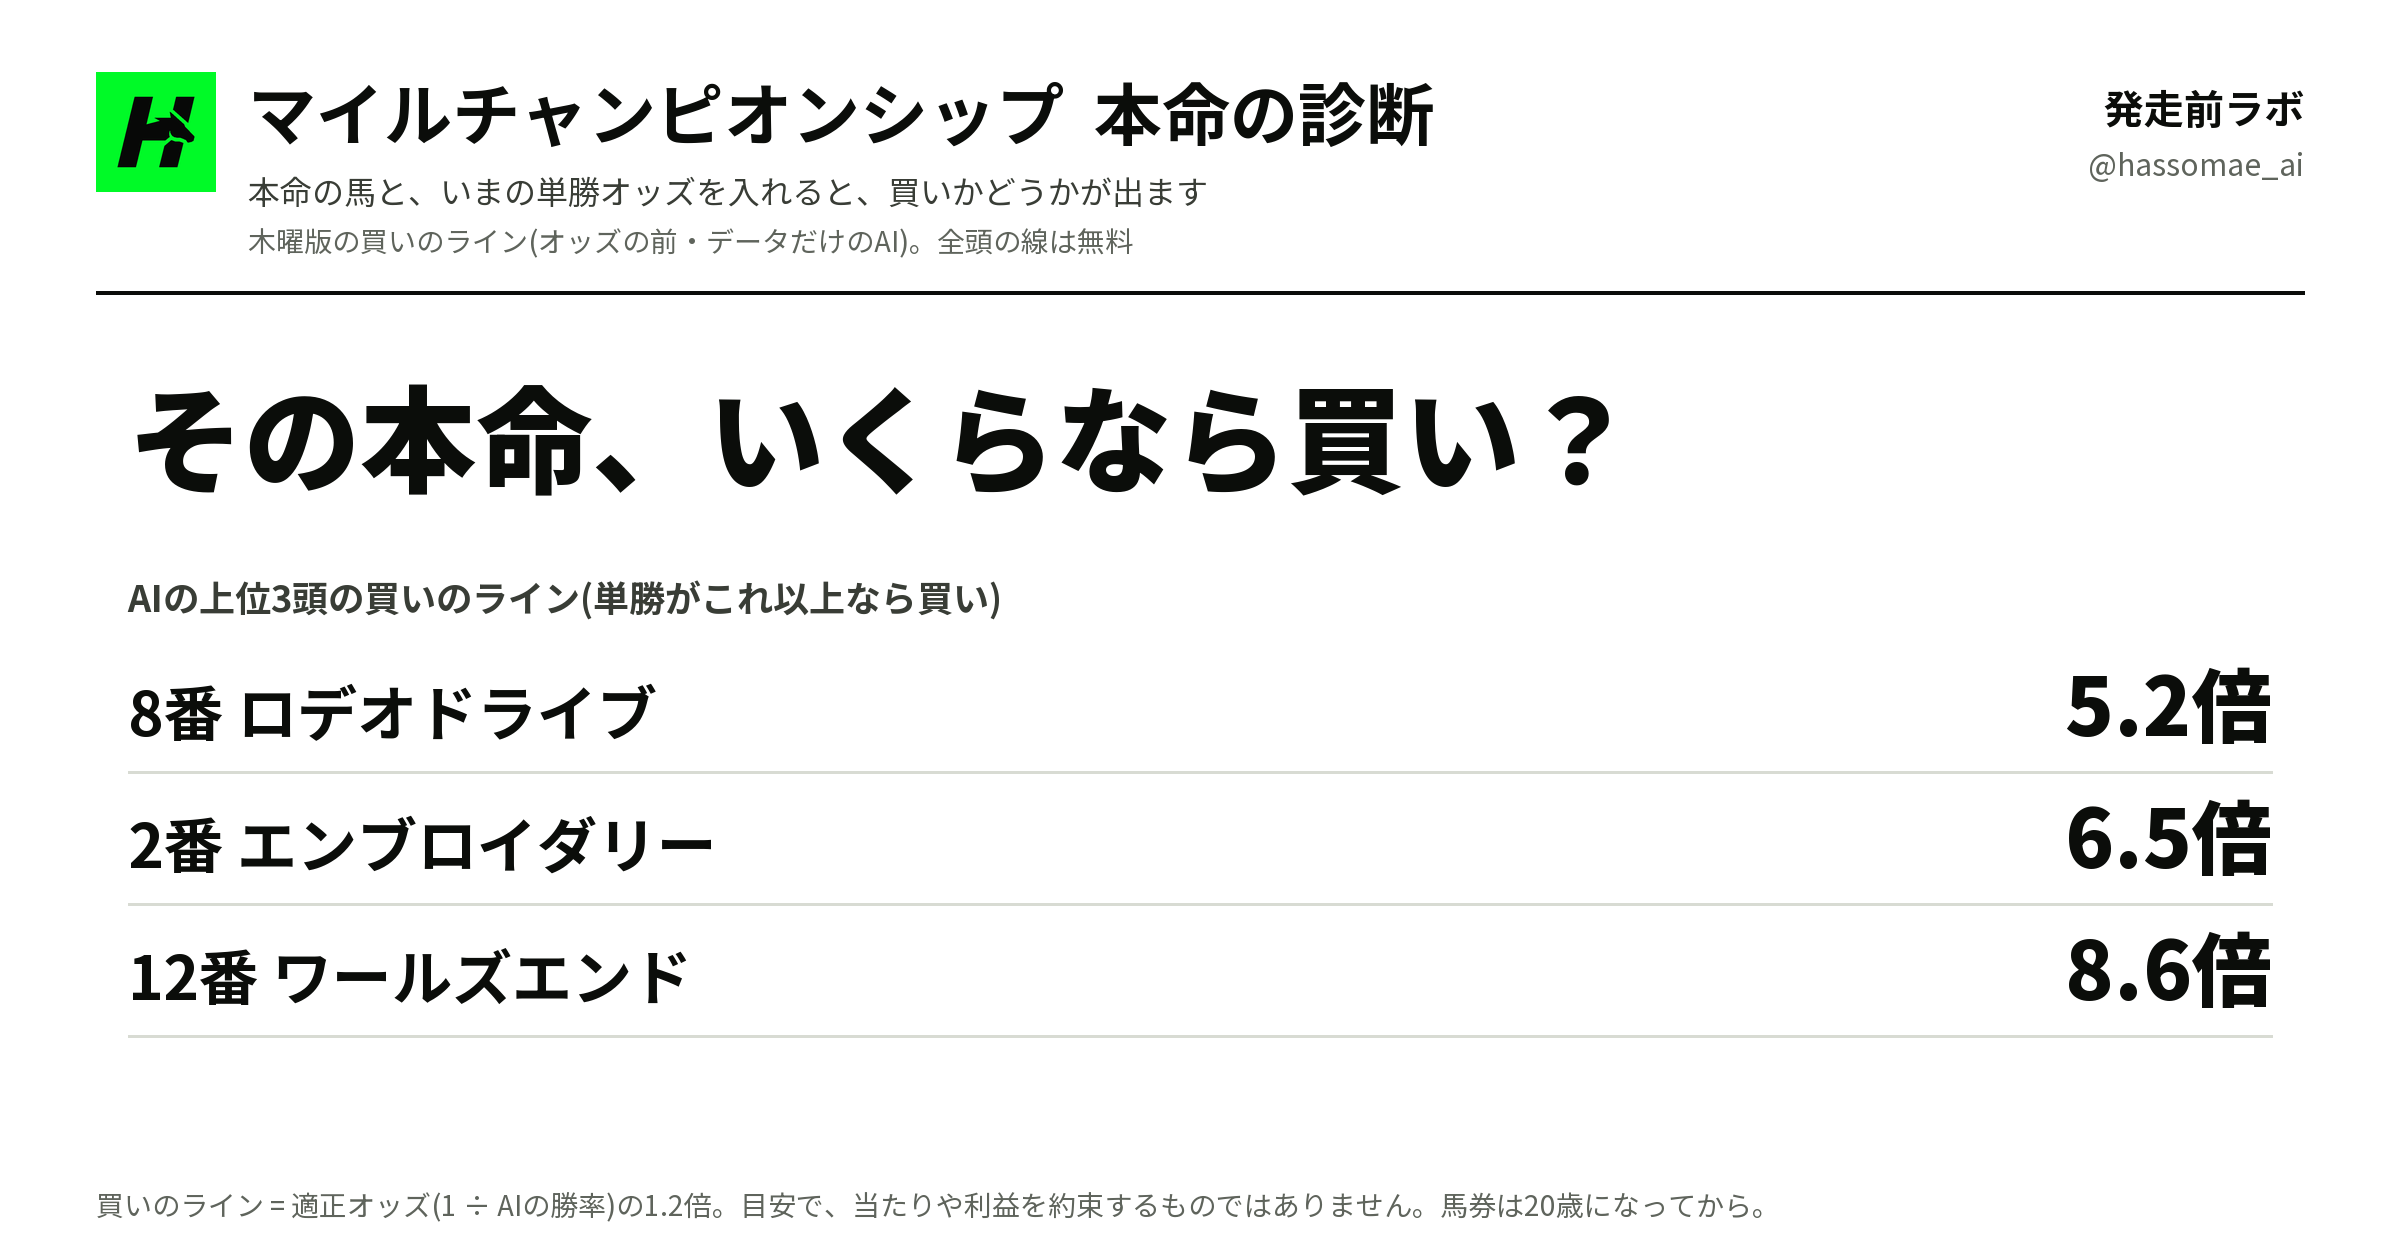 マイルチャンピオンシップ 本命の診断
本命の馬と、いまの単勝オッズを入れると、買いかどうかが出ます
木曜版の買いのライン(オッズの前・データだけのAI)。全頭の線は無料
発走前ラボ
@hassomae_ai
その本命、いくらなら買い？
AIの上位3頭の買いのライン(単勝がこれ以上なら買い)
8番 ロデオドライブ 5.2倍
2番 エンブロイダリー 6.5倍
12番 ワールズエンド 8.6倍
買いのライン = 適正オッズ(1 ÷ AIの勝率)の1.2倍。目安で、当たりや利益を約束するものではありません。馬券は20歳になってから。